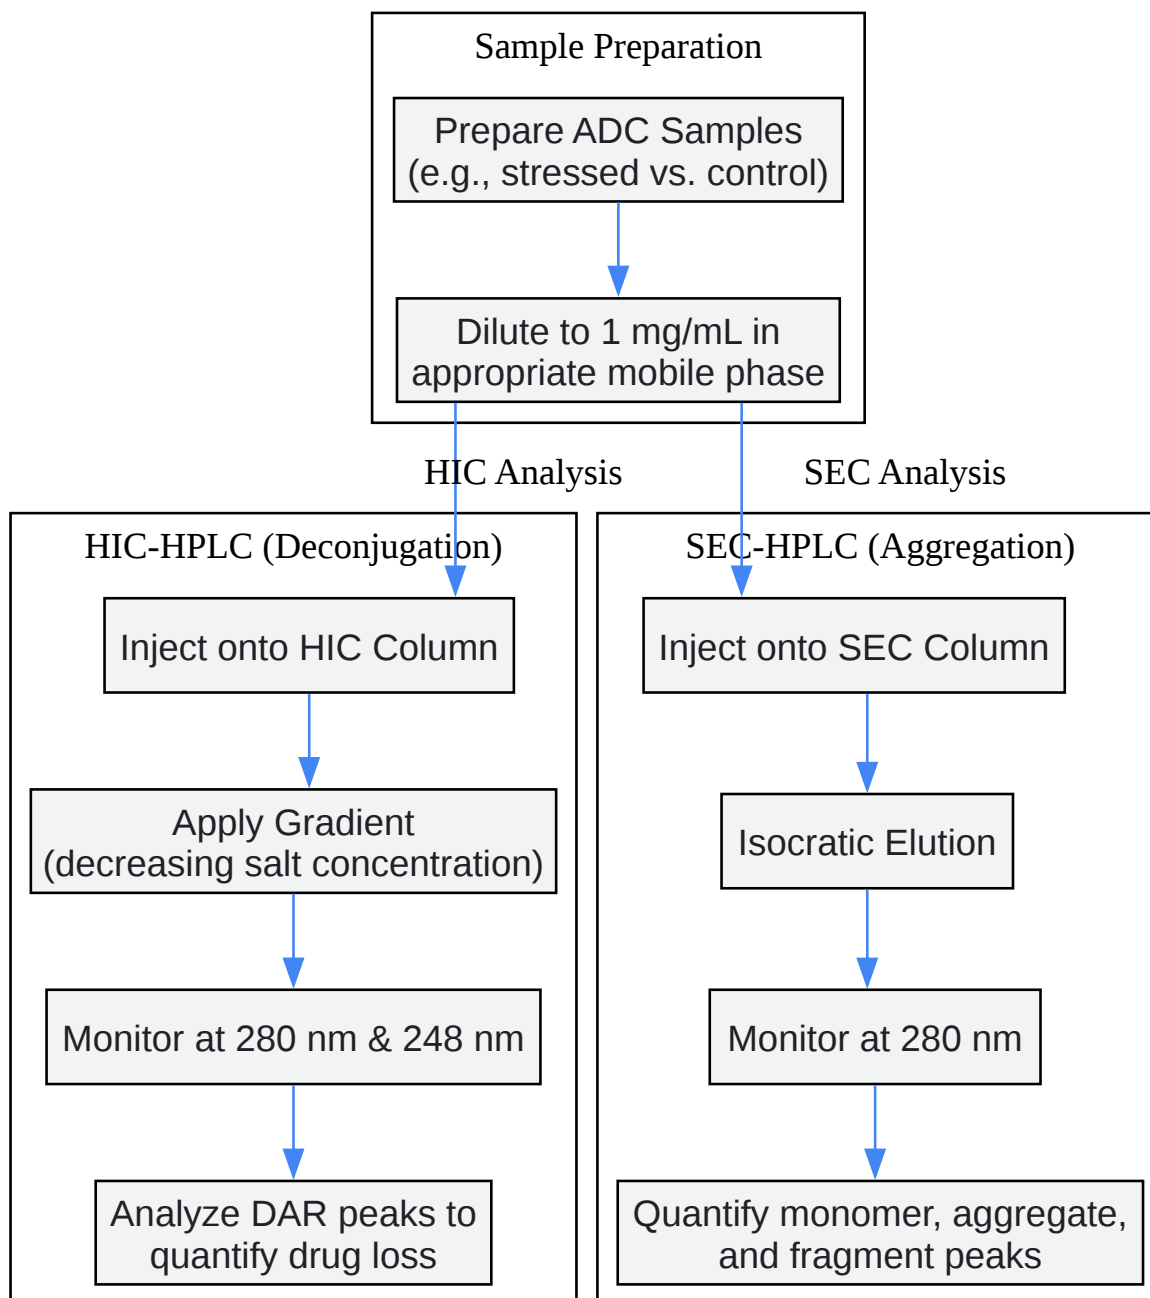 Sample Preparation
Prepare ADC Samples
(e.g., stressed vs. control)
Dilute to 1 mg/mL in
appropriate mobile phase
HIC Analysis
SEC Analysis
HIC-HPLC (Deconjugation)
Inject onto HIC Column
Apply Gradient
(decreasing salt concentration)
Monitor at 280 nm & 248 nm
Analyze DAR peaks to
quantify drug loss
SEC-HPLC (Aggregation)
Inject onto SEC Column
Isocratic Elution
Monitor at 280 nm
Quantify monomer, aggregate,
and fragment peaks